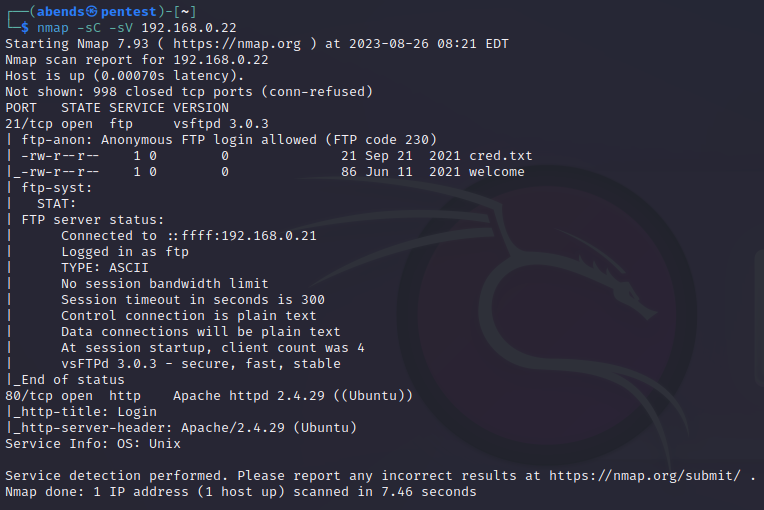 ┌──(abends㉿pentest)-[~]
└─$ nmap -sC -sV 192.168.0.22
Starting Nmap 7.93 ( https://nmap.org ) at 2023-08-26 08:21 EDT
Nmap scan report for 192.168.0.22
Host is up (0.00070s latency).
Not shown: 998 closed tcp ports (conn-refused)
PORT   STATE SERVICE VERSION
21/tcp open  ftp     vsftpd 3.0.3
| ftp-anon: Anonymous FTP login allowed (FTP code 230)
| -rw-r--r--    1 0        0              21 Sep 21  2021 cred.txt
|_-rw-r--r--    1 0        0              86 Jun 11  2021 welcome
| ftp-syst:
|   STAT:
| FTP server status:
|      Connected to ::ffff:192.168.0.21
|      Logged in as ftp
|      TYPE: ASCII
|      No session bandwidth limit
|      Session timeout in seconds is 300
|      Control connection is plain text
|      Data connections will be plain text
|      At session startup, client count was 4
|      vsFTPd 3.0.3 - secure, fast, stable
|_End of status
80/tcp open  http    Apache httpd 2.4.29 ((Ubuntu))
|_http-title: Login
|_http-server-header: Apache/2.4.29 (Ubuntu)
Service Info: OS: Unix

Service detection performed. Please report any incorrect results at https://nmap.org/submit/ .
Nmap done: 1 IP address (1 host up) scanned in 7.46 seconds